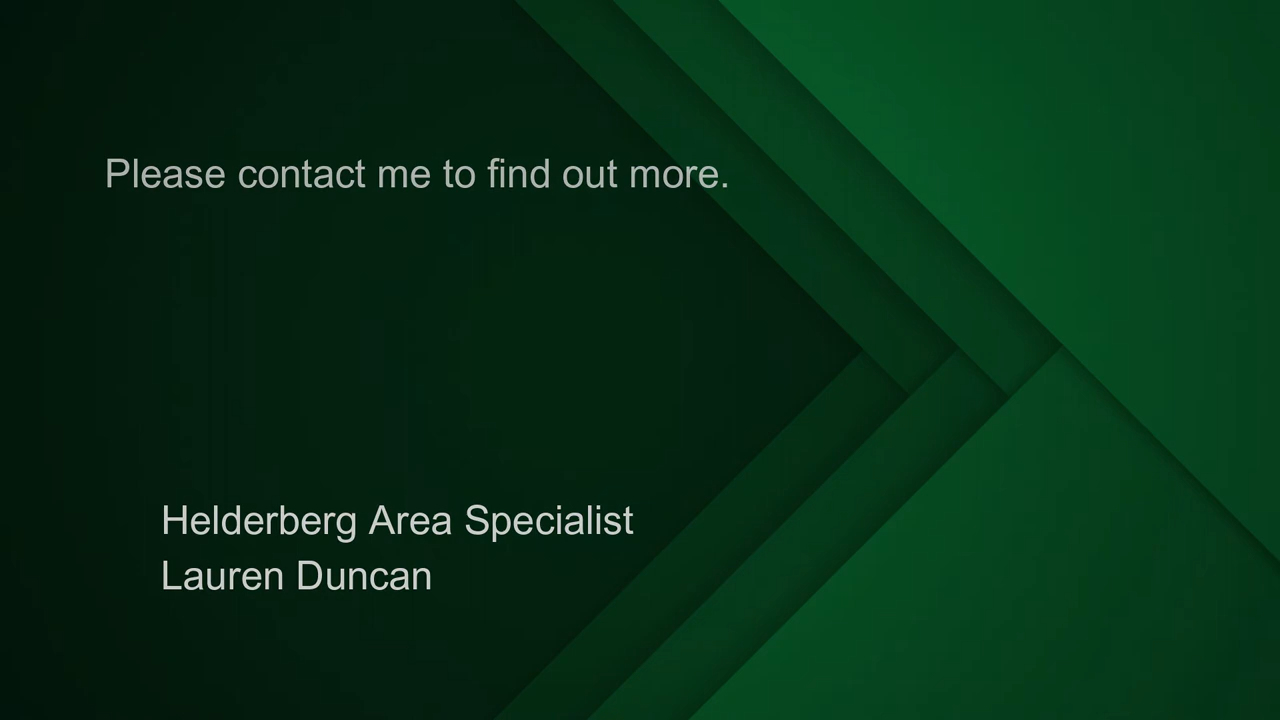 Please contact me to find out more.
Helderberg Area Specialist
Lauren Duncan